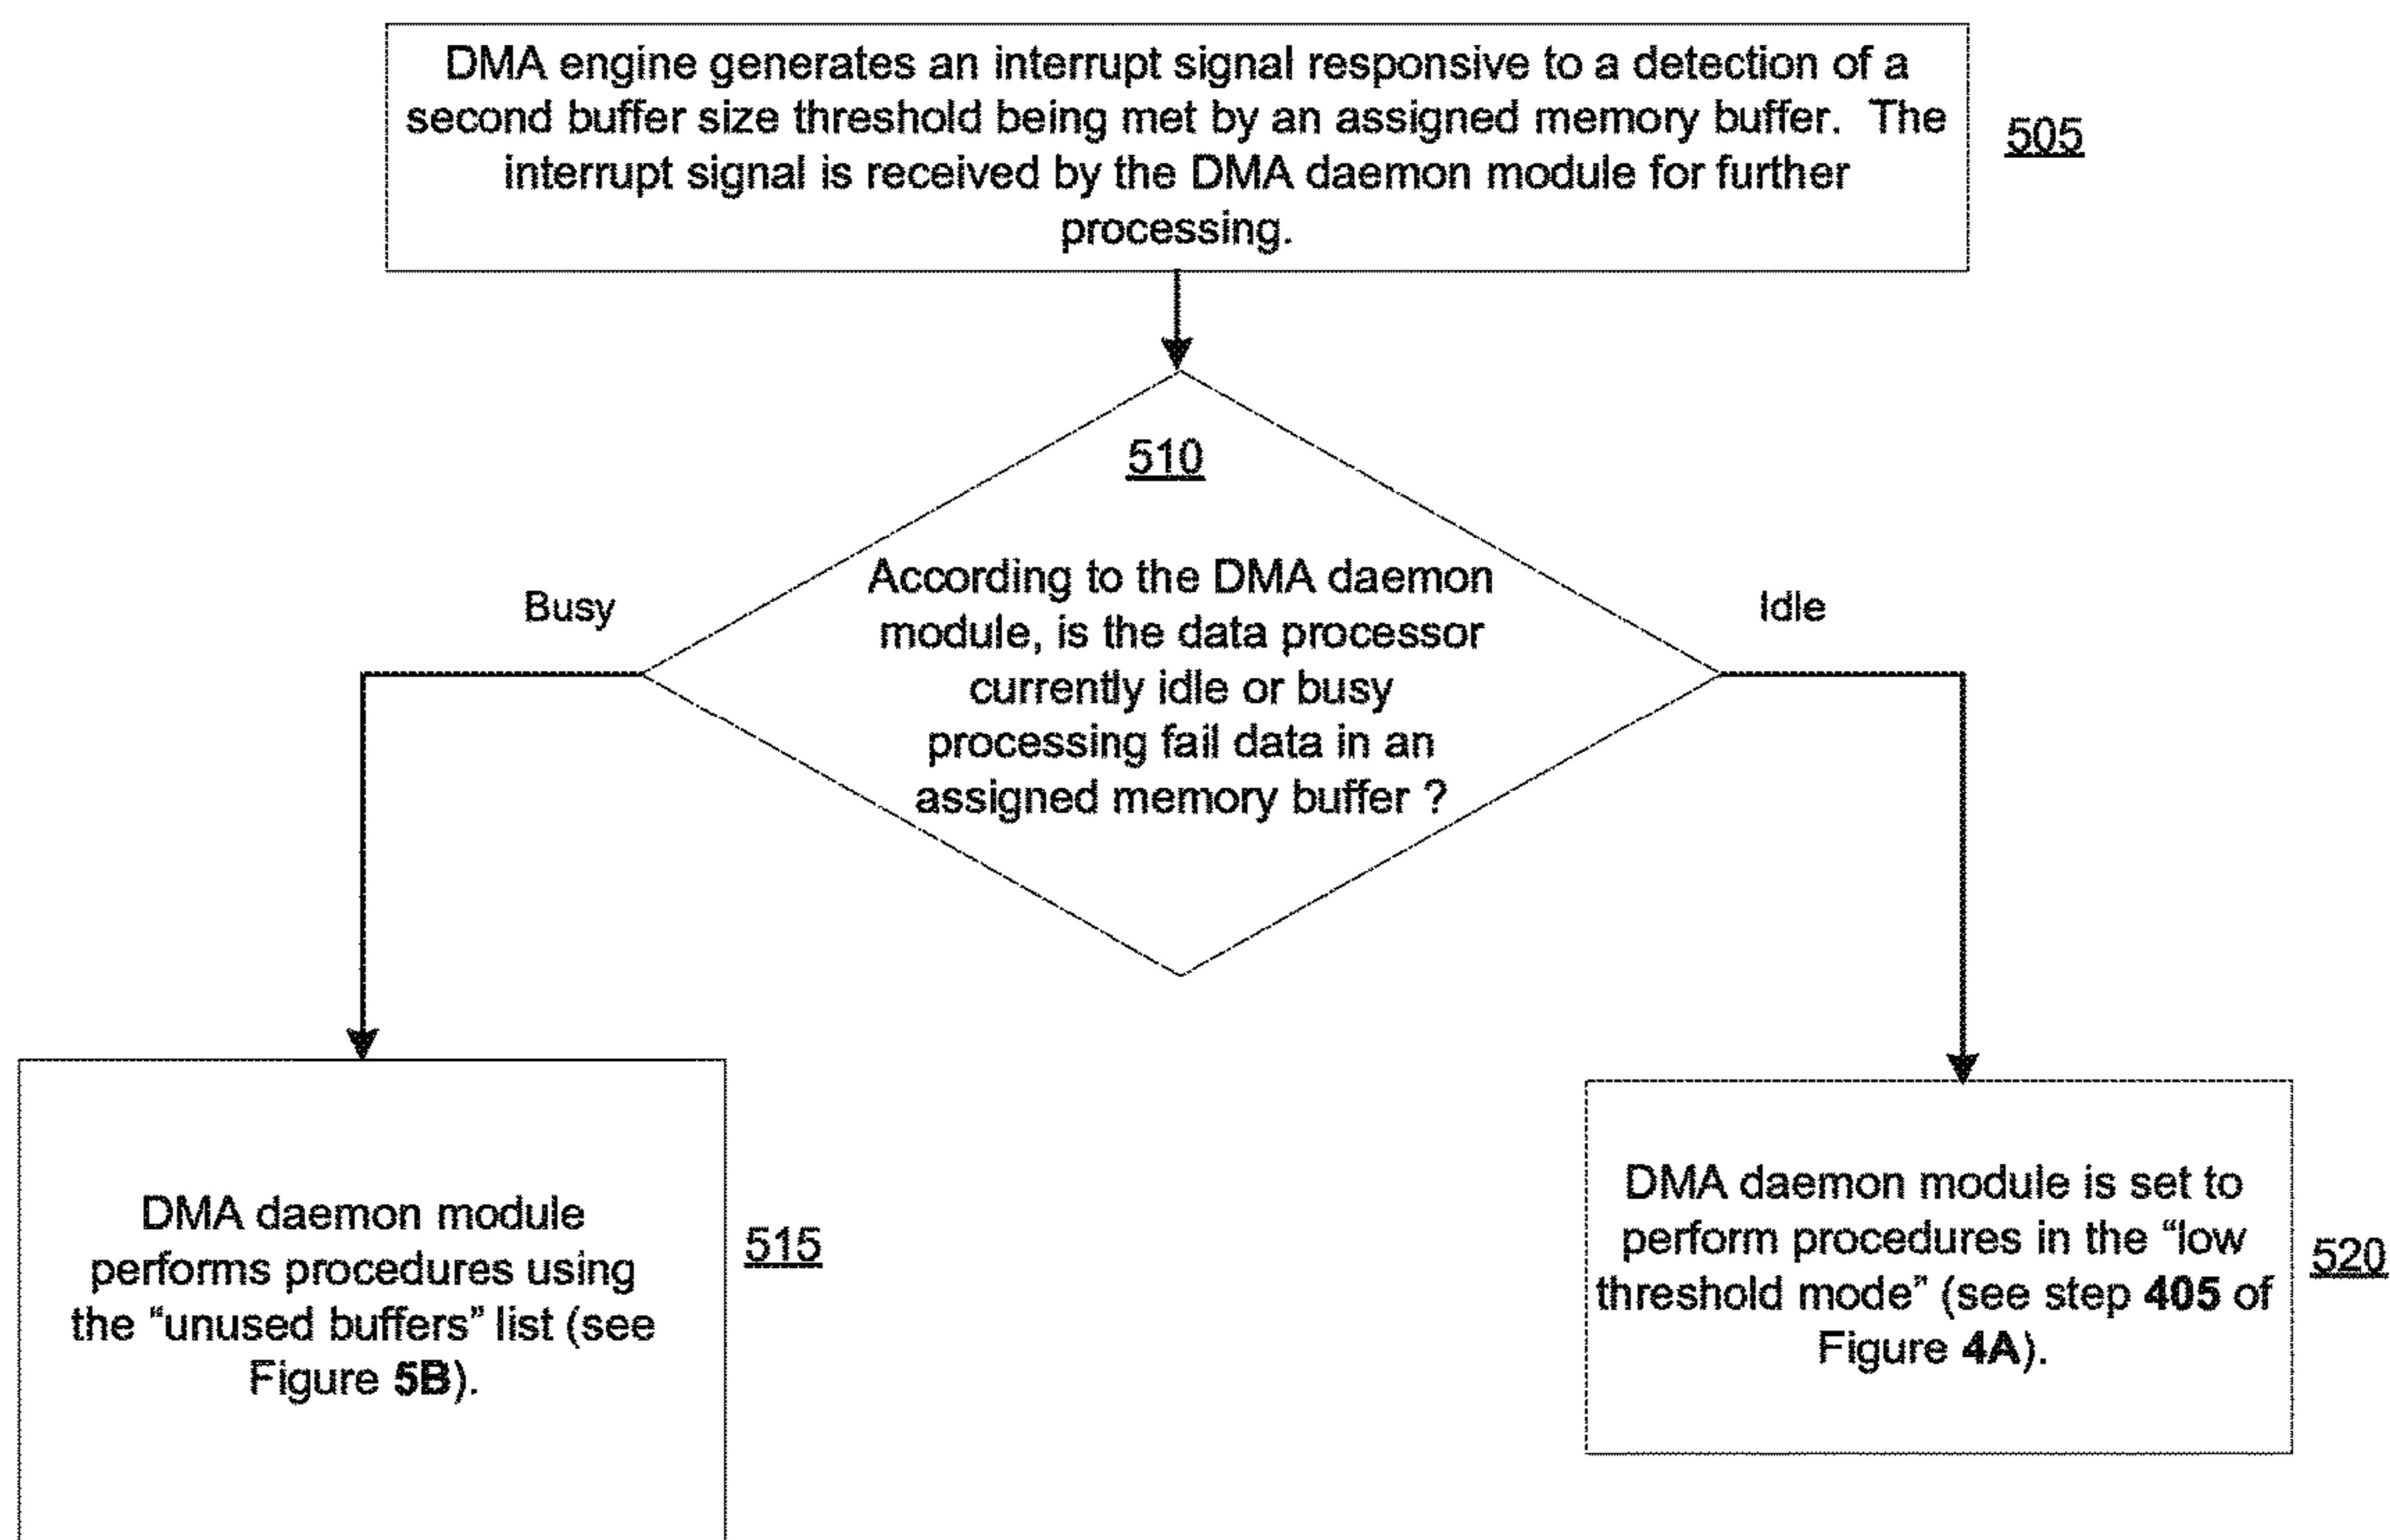 DMA engine generates an interrupt signal responsive to a detection of a
second buffer size threshold being met by an assigned memory buffer. The
interrupt signal is received by the DMA daemon module for further
processing.
505
510
According to the DMA daemon
module, is the data processor
currently idle or busy
processing fail data in an
assigned memory buffer ?
Busy
Idle
DMA daemon module
performs procedures using
the “unused buffers” list (see
Figure 5B).
515
DMA daemon module is set to
perform procedures in the “low
threshold mode” (see step 405 of
Figure 4A).
520